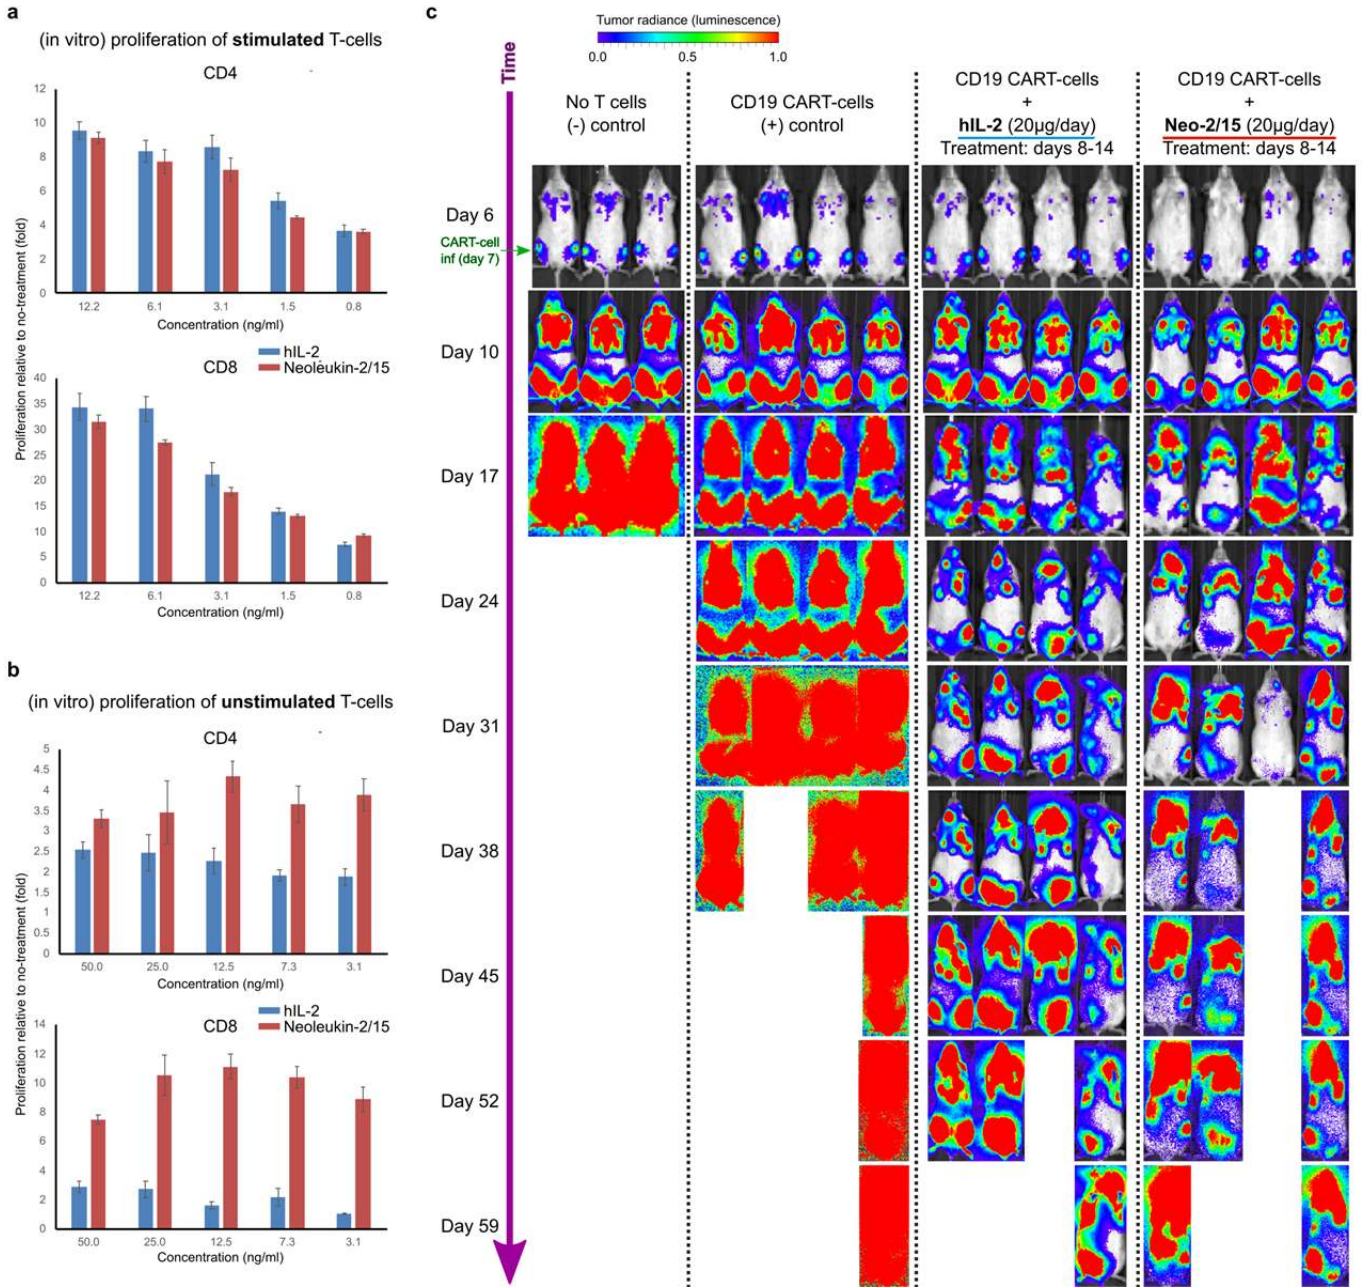 a
(in vitro) proliferation of stimulated T-cells
CD4
12
10
8
6
4
2
0
12.2 6.1 3.1 1.5 0.8
Concentration (ng/ml)
hIL-2
Neoleukin-2/15
CD8
40
35
30
25
20
15
10
5
0
12.2 6.1 3.1 1.5 0.8
Concentration (ng/ml)
Proliferation relative to no-treatment (fold)
b
(in vitro) proliferation of unstimulated T-cells
CD4
5
4.5
4
3.5
3
2.5
2
1.5
1
0.5
0
50.0 25.0 12.5 7.3 3.1
Concentration (ng/ml)
hIL-2
Neoleukin-2/15
CD8
14
12
10
8
6
4
2
0
50.0 25.0 12.5 7.3 3.1
Concentration (ng/ml)
Proliferation relative to no-treatment (fold)
c
Tumor radiance (luminescence)
0.0 0.5 1.0
Time
No T cells
(-) control
CD19 CART-cells
(+) control
CD19 CART-cells
+
hIL-2 (20µg/day)
Treatment: days 8-14
CD19 CART-cells
+
Neo-2/15 (20µg/day)
Treatment: days 8-14
Day 6
CART-cell
inf (day 7)
Day 10
Day 17
Day 24
Day 31
Day 38
Day 45
Day 52
Day 59